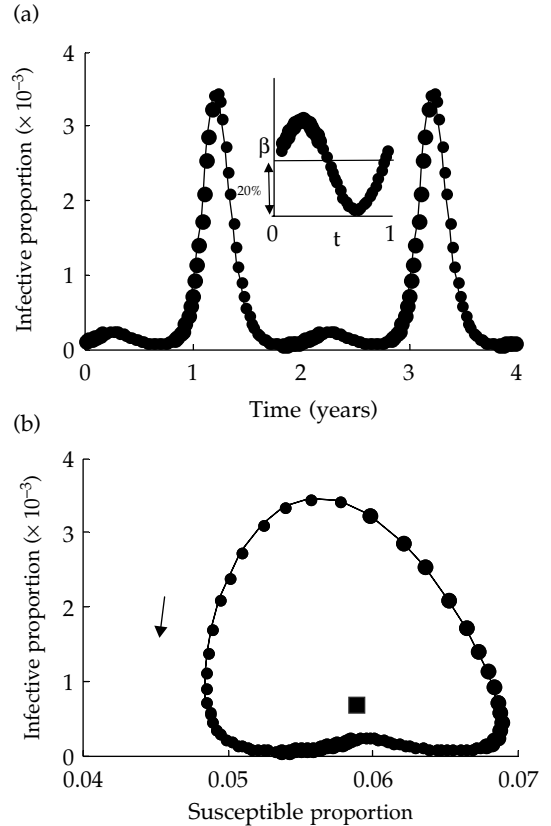 (a)
Infective proportion (× 10⁻³)
4
3
2
1
0
0
1
2
3
4
Time (years)
β
20%
0
t
1
(b)
Infective proportion (× 10⁻³)
4
3
2
1
0
0.04
0.05
0.06
0.07
Susceptible proportion